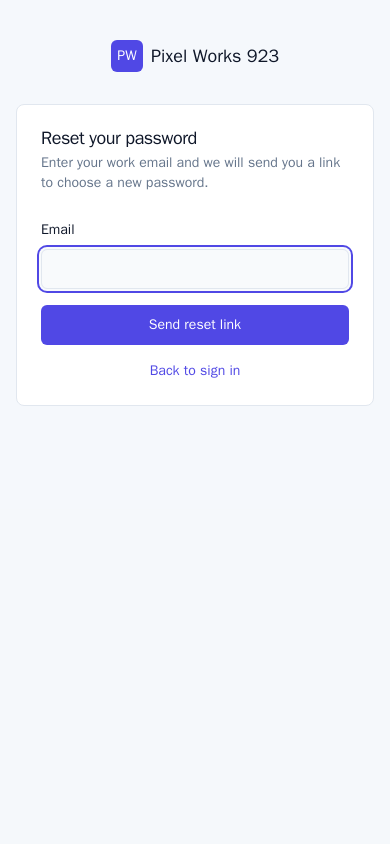 PW Pixel Works 923
Reset your password
Enter your work email and we will send you a link
to choose a new password.
Email
Send reset link
Back to sign in